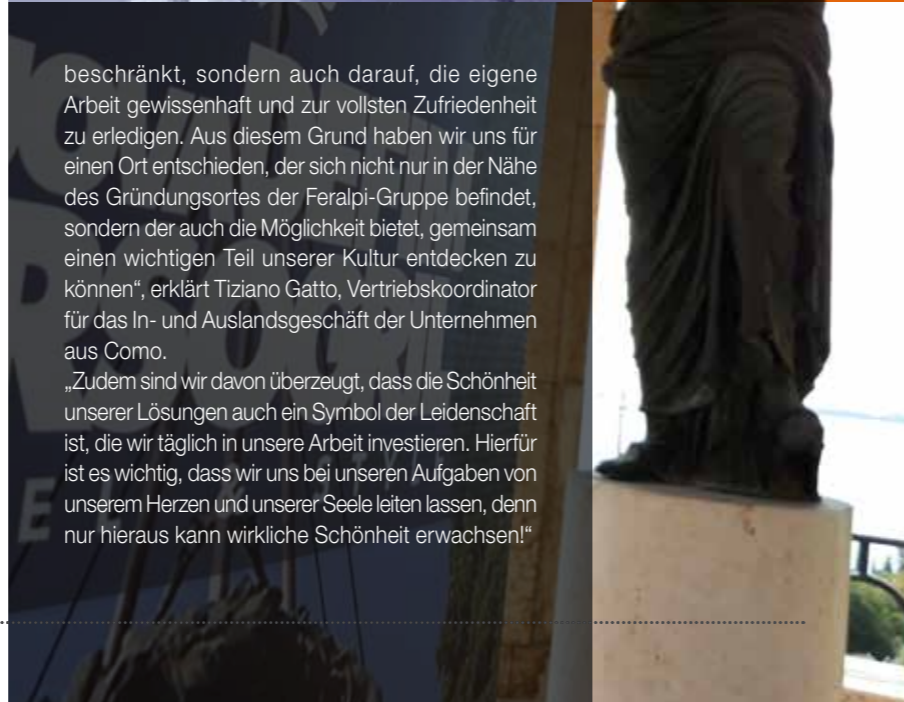 beschränkt, sondern auch darauf, die eigene
Arbeit gewissenhaft und zur vollsten Zufriedenheit
zu erledigen. Aus diesem Grund haben wir uns für
einen Ort entschieden, der sich nicht nur in der Nähe
des Gründungsortes der Feralpi-Gruppe befindet,
sondern der auch die Möglichkeit bietet, gemeinsam
einen wichtigen Teil unserer Kultur entdecken zu
können“, erklärt Tiziano Gatto, Vertriebskoordinator
für das In- und Auslandsgeschäft der Unternehmen
aus Como.
„Zudem sind wir davon überzeugt, dass die Schönheit
unserer Lösungen auch ein Symbol der Leidenschaft
ist, die wir täglich in unsere Arbeit investieren. Hierfür
ist es wichtig, dass wir uns bei unseren Aufgaben von
unserem Herzen und unserer Seele leiten lassen, denn
nur hieraus kann wirkliche Schönheit erwachsen!“